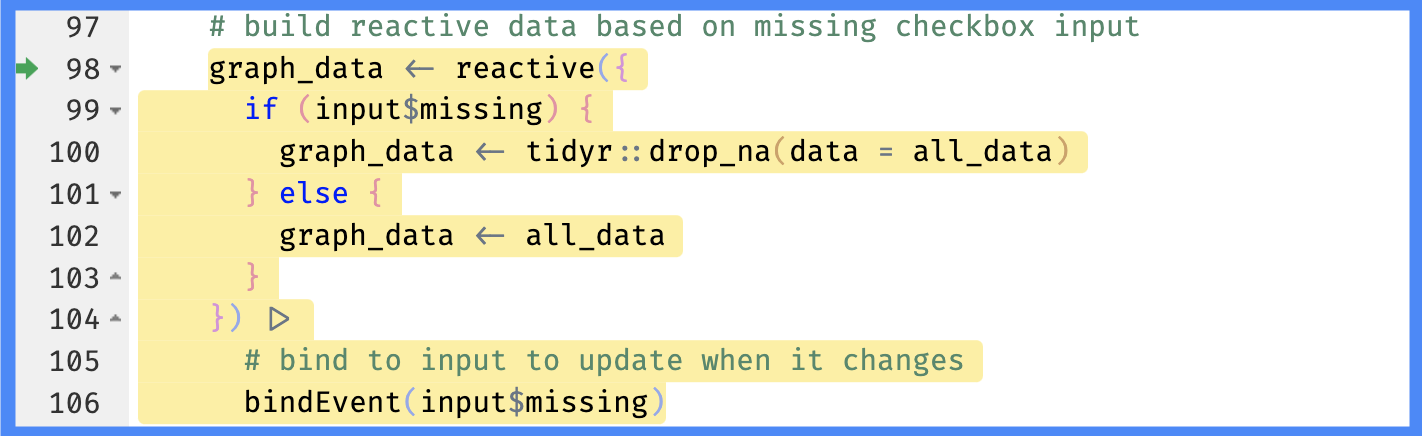 97 # build reactive data based on missing checkbox input
98 graph_data <- reactive({
99 if (input$missing) {
100 graph_data <- tidyr::drop_na(data = all_data)
101 } else {
102 graph_data <- all_data
103 }
104 }) |>
105 # bind to input to update when it changes
106 bindEvent(input$missing)